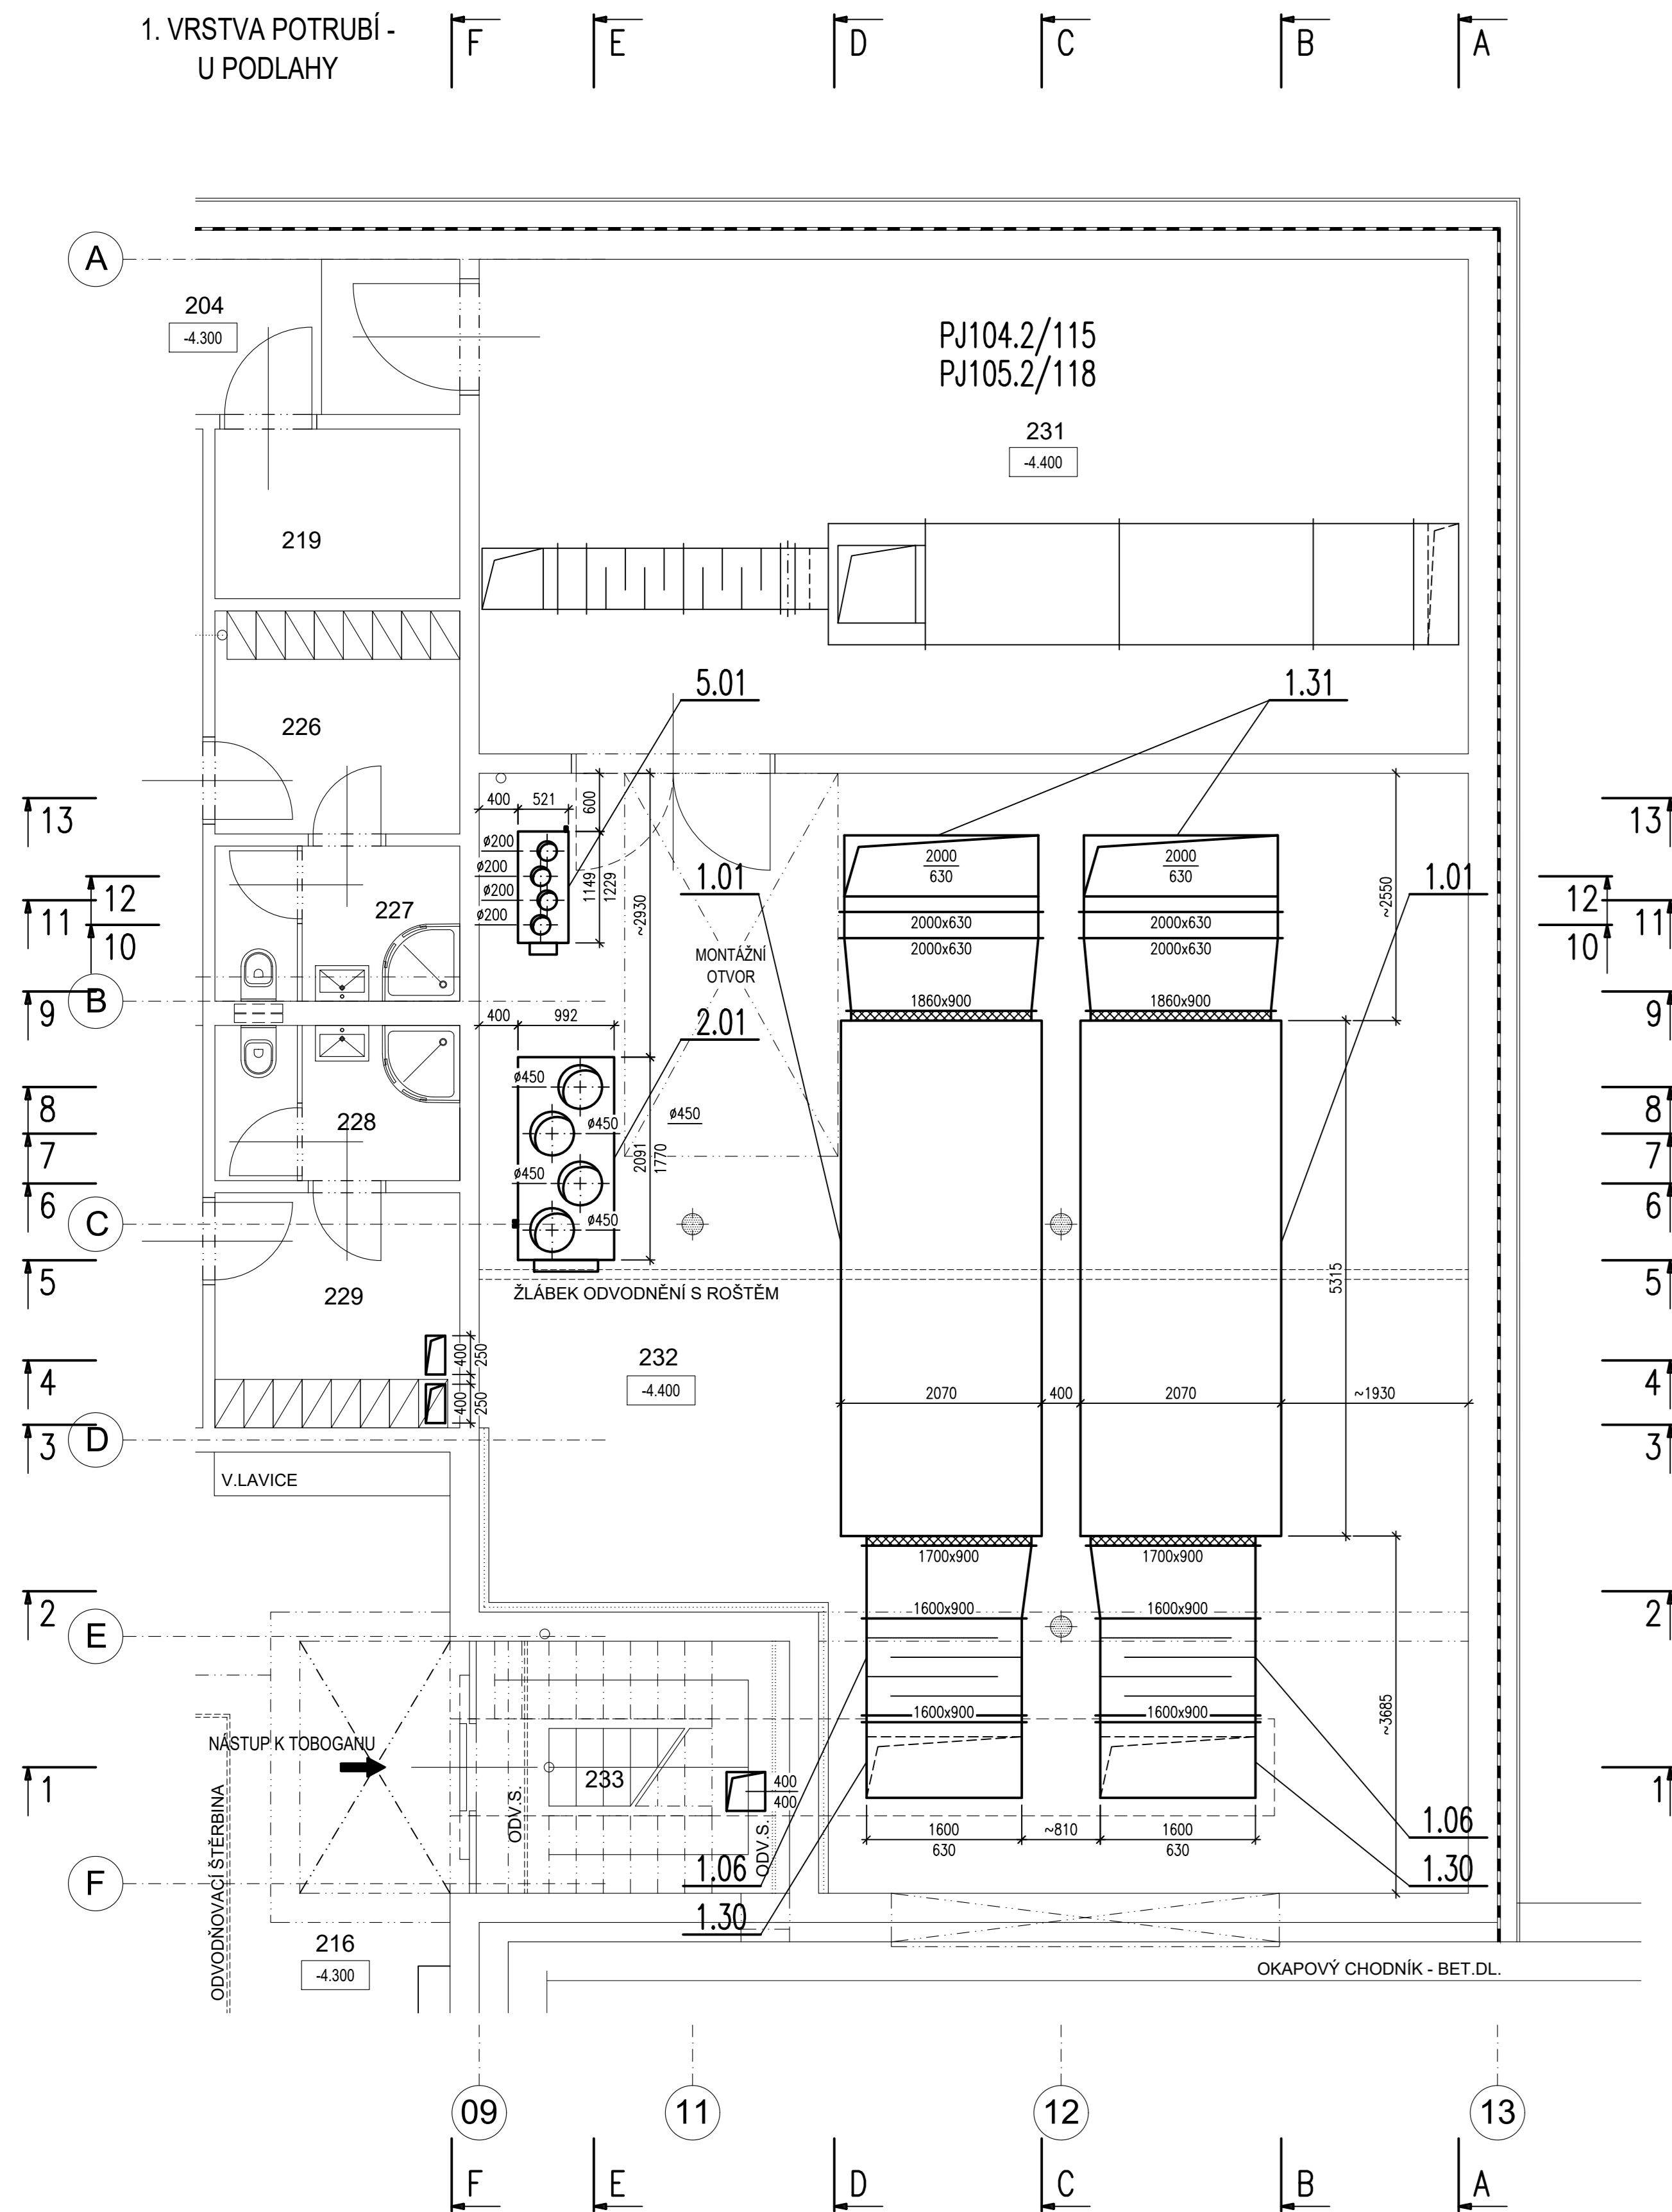 1. VRSTVA POTRUBÍ -
U PODLAHY
F
E
D
C
B
A
A
204
-4.300
PJ104.2/115
PJ105.2/118
231
-4.400
219
5.01
1.31
226
400
521
600
13
13
ø200
ø200
ø200
ø200
1149
1229
~2930
1.01
2000
630
2000
630
1.01
~2550
12
11
10
12
11
10
227
2000x630
2000x630
2000x630
2000x630
MONTÁŽNÍ
OTVOR
1860x900
1860x900
9
B
9
400
992
2.01
ø450
ø450
ø450
ø450
ø450
2091
1770
8
7
6
8
7
6
228
C
5
5
229
ŽLÁBEK ODVODNĚNÍ S ROŠTĚM
5315
400
250
400
250
232
-4.400
4
4
2070
400
2070
~1930
3
D
3
V.LAVICE
1700x900
1700x900
2
E
1600x900
1600x900
2
1600x900
1600x900
~3685
NÁSTUP K TOBOGANU
233
ODV.S.
ODV.S.
400
400
1
1
ODVODŇOVACÍ ŠTĚRBINA
1600
630
~810
1600
630
1.06
1.30
1.06
1.30
F
216
-4.300
OKAPOVÝ CHODNÍK - BET.DL.
09
11
12
13
F
E
D
C
B
A